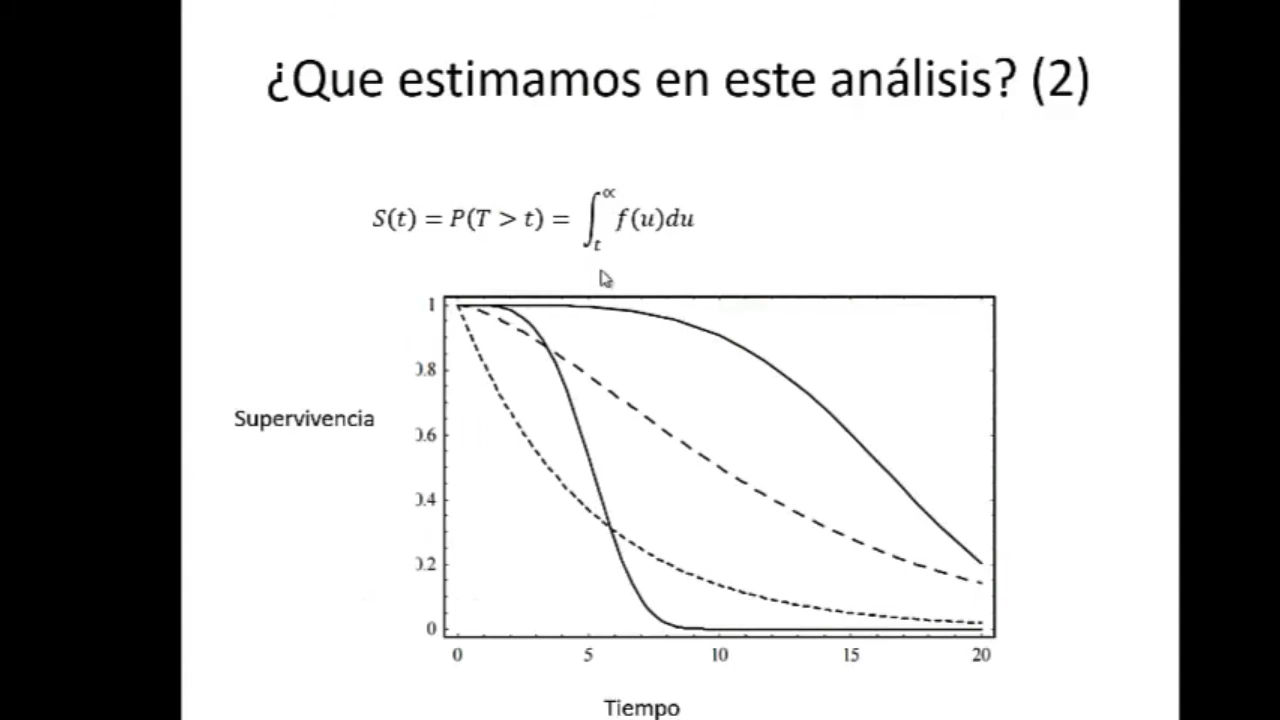 ¿Que estimamos en este análisis? (2)
S(t) = P(T > t) = ∫_t^∝ f(u)du
1
0.8
Supervivencia
0.6
0.4
0.2
0
0 5 10 15 20
Tiempo